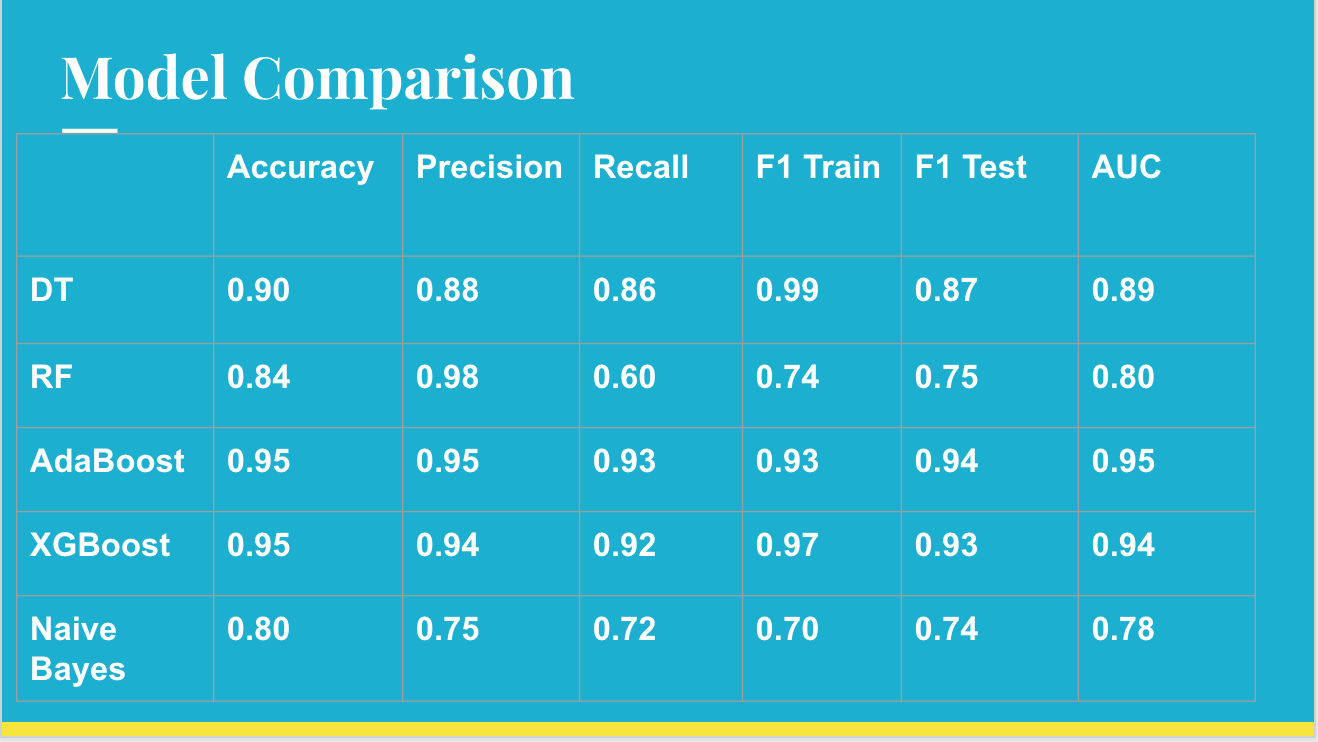 Model Comparison
Accuracy Precision Recall F1 Train F1 Test AUC
DT 0.90 0.88 0.86 0.99 0.87 0.89
RF 0.84 0.98 0.60 0.74 0.75 0.80
AdaBoost 0.95 0.95 0.93 0.93 0.94 0.95
XGBoost 0.95 0.94 0.92 0.97 0.93 0.94
Naive 0.80 0.75 0.72 0.70 0.74 0.78
Bayes